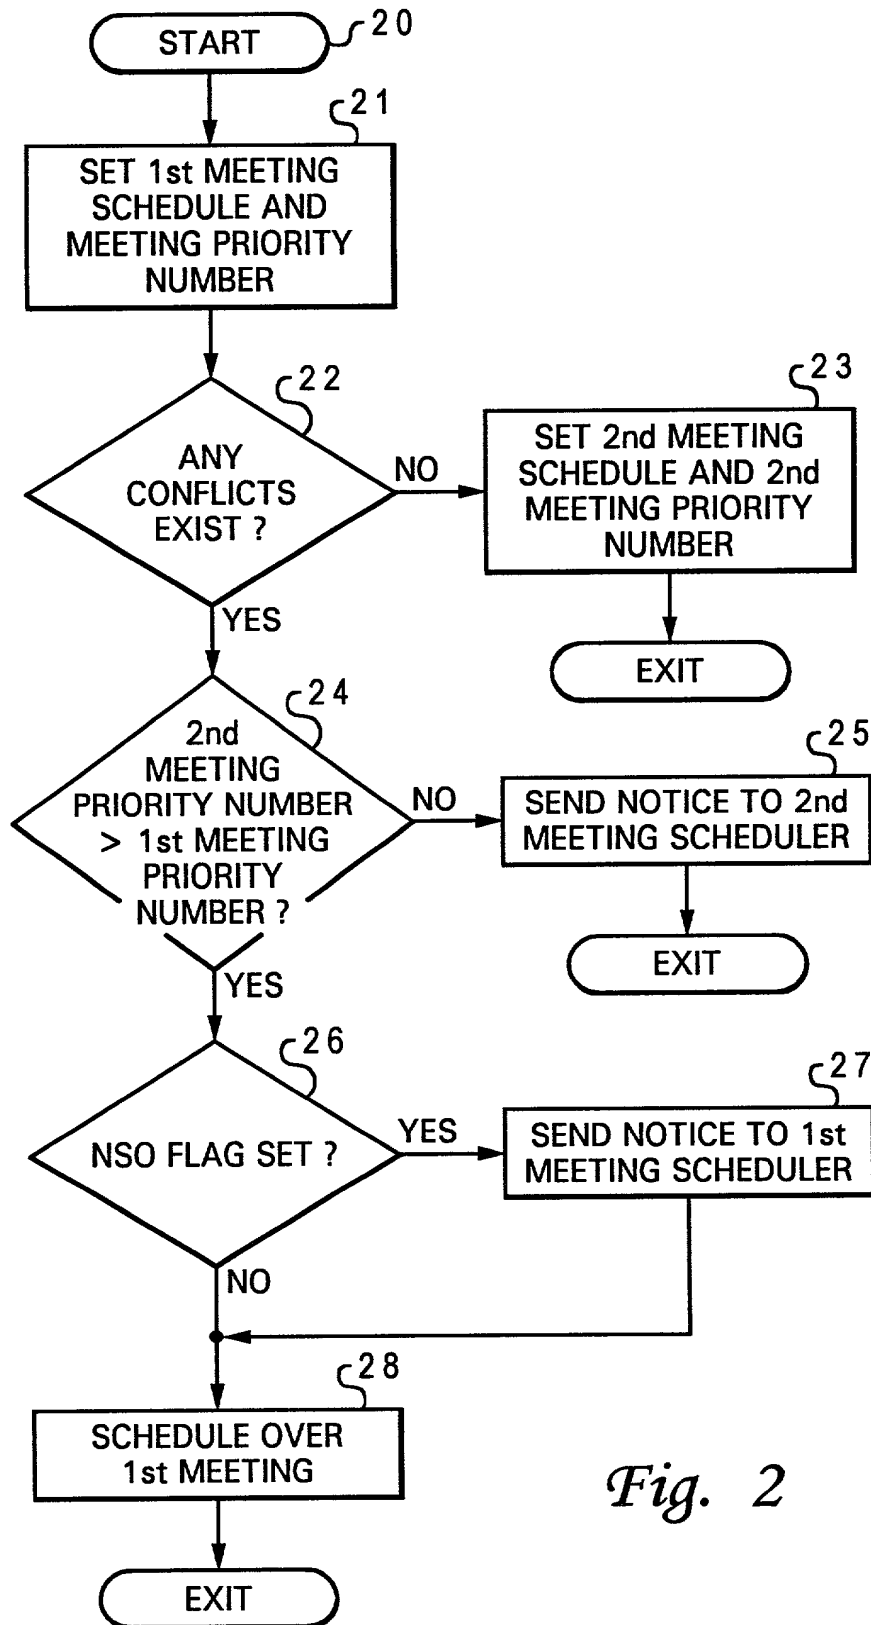 START
20
21
SET 1st MEETING
SCHEDULE AND
MEETING PRIORITY
NUMBER
22
ANY
CONFLICTS
EXIST ?
NO
23
SET 2nd MEETING
SCHEDULE AND 2nd
MEETING PRIORITY
NUMBER
EXIT
YES
24
2nd
MEETING
PRIORITY NUMBER
> 1st MEETING
PRIORITY
NUMBER ?
NO
25
SEND NOTICE TO 2nd
MEETING SCHEDULER
EXIT
YES
26
NSO FLAG SET ?
YES
27
SEND NOTICE TO 1st
MEETING SCHEDULER
NO
28
SCHEDULE OVER
1st MEETING
EXIT
Fig. 2